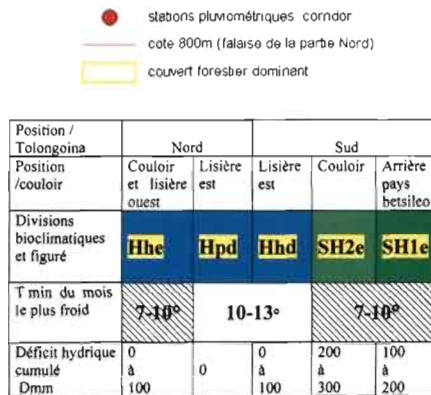 stations pluviométriques corridor
cote 800m (falaise de la partie Nord)
couvert forestier dominant
Position / Tolongoina Nord Sud
Position /couloir Couloir et lisière ouest Lisière est Lisière est Couloir Arrière pays betsileo
Divisions bioclimatiques et figuré Hhe Hpd Hhd SH2e SH1e
T min du mois le plus froid 7-10° 10-13° 7-10°
Déficit hydrique cumulé Dmm 0 à 100 0 0 à 100 200 à 300 100 à 200